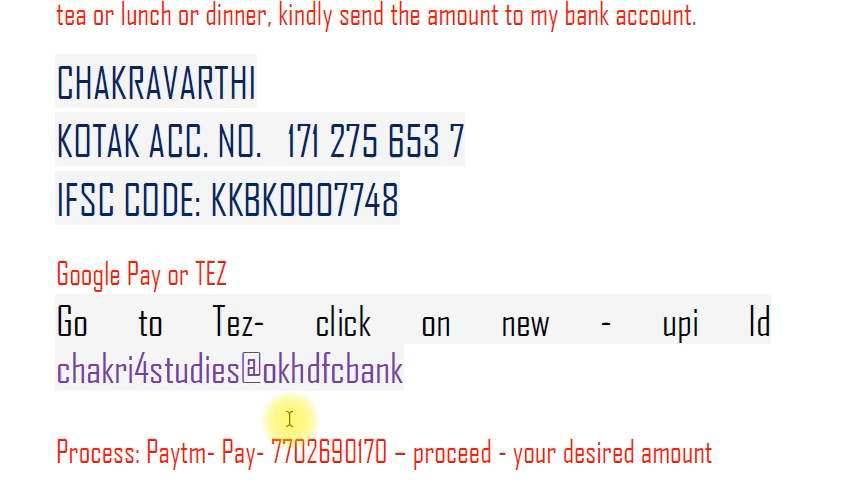 tea or lunch or dinner, kindly send the amount to my bank account.
CHAKRAVARTHI
KOTAK ACC. NO. 171 275 653 7
IFSC CODE: KKBK0007748
Google Pay or TEZ
Go to Tez- click on new - upi Id
chakri4studies@okhdfcbank
Process: Paytm- Pay- 7702690170 – proceed - your desired amount